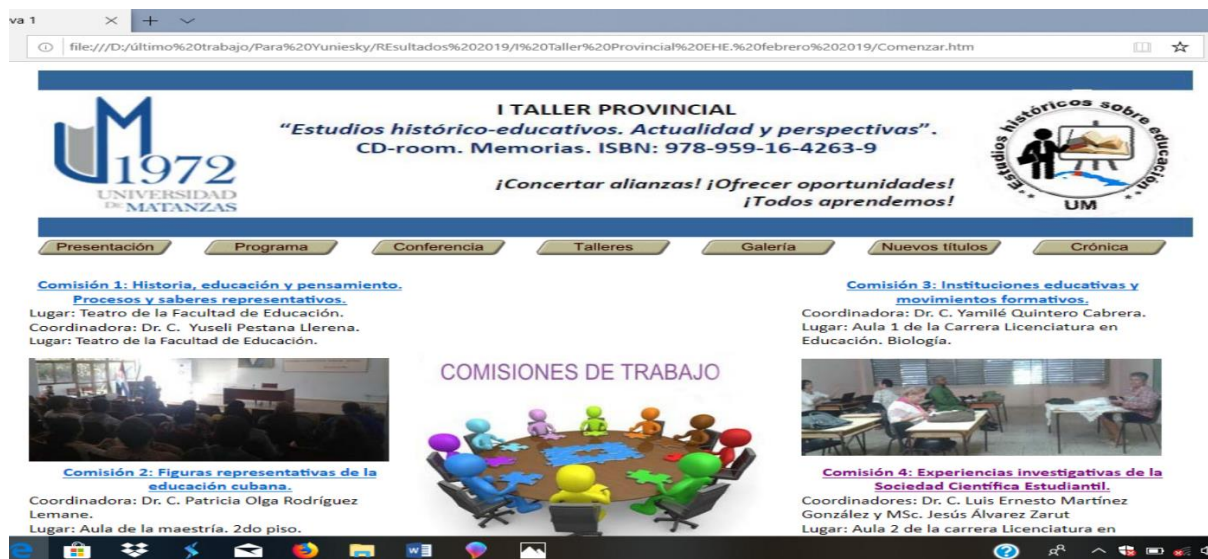 va 1
file:///D:/último%20trabajo/Para%20Yuniesky/REsultados%202019/I%20Taller%20Provincial%20EHE.%20febrero%202019/Comenzar.htm
UM
1972
UNIVERSIDAD
DE MATANZAS
I TALLER PROVINCIAL
“Estudios histórico-educativos. Actualidad y perspectivas”.
CD-room. Memorias. ISBN: 978-959-16-4263-9
¡Concertar alianzas! ¡Ofrecer oportunidades!
¡Todos aprendemos!
Estudios históricos sobre educación
UM
Presentación
Programa
Conferencia
Talleres
Galería
Nuevos títulos
Crónica
Comisión 1: Historia, educación y pensamiento.
Procesos y saberes representativos.
Lugar: Teatro de la Facultad de Educación.
Coordinadora: Dr. C. Yuseli Pestana Llerena.
Lugar: Teatro de la Facultad de Educación.
Comisión 2: Figuras representativas de la
educación cubana.
Coordinadora: Dr. C. Patricia Olga Rodríguez
Lemane.
Lugar: Aula de la maestría. 2do piso.
COMISIONES DE TRABAJO
Comisión 3: Instituciones educativas y
movimientos formativos.
Coordinadora: Dr. C. Yamilé Quintero Cabrera.
Lugar: Aula 1 de la Carrera Licenciatura en
Educación. Biología.
Comisión 4: Experiencias investigativas de la
Sociedad Científica Estudiantil.
Coordinadores: Dr. C. Luis Ernesto Martínez
González y MSc. Jesús Álvarez Zarut
Lugar: Aula 2 de la carrera Licenciatura en